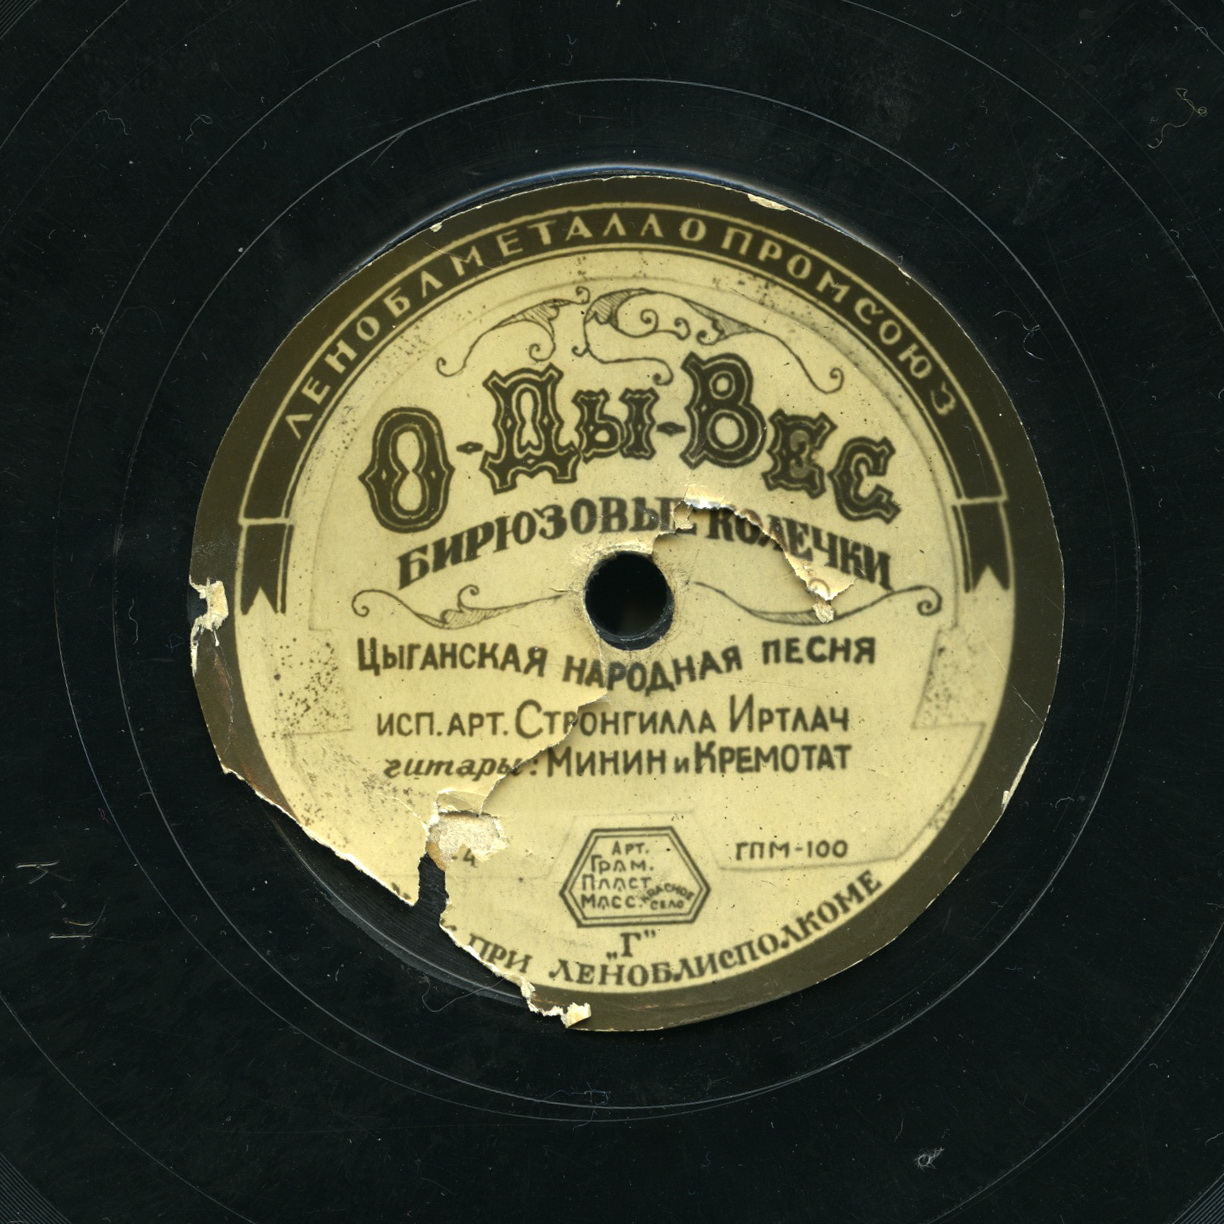 ЛЕНОБЛМЕТАЛЛОПРОМСОЮЗ
О-ДЫ-ВЕС
БИРЮЗОВЫЕ КОЛЕЧКИ
ЦЫГАНСКАЯ НАРОДНАЯ ПЕСНЯ
ИСП. АРТ. СТРОНГИЛЛА ИРТЛАЧ
гитары: МИНИН и КРЕМОТАТ
АРТ.
ГРАМ.
ПЛАСТ
МАСС. КРАСНОЕ СЕЛО
ГПМ-100
„Г"
ПРИ ЛЕНОБЛИСПОЛКОМЕ